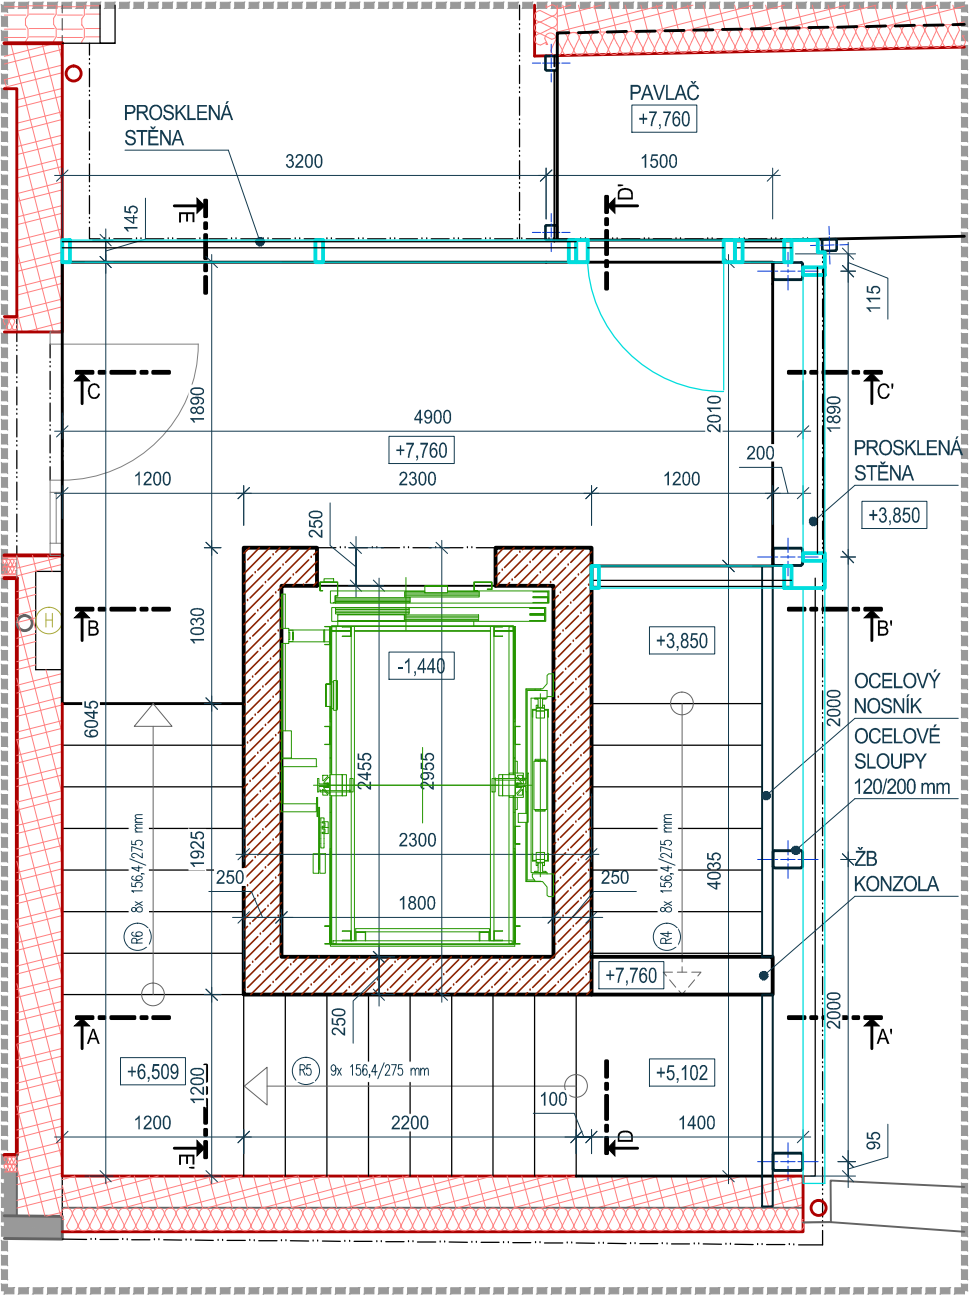 PAVLAČ
+7,760
PROSKLENÁ
STĚNA
3200
1500
E
D'
145
115
C
C'
1890
2010
1890
4900
+7,760
200
PROSKLENÁ
STĚNA
1200
2300
1200
+3,850
250
H
B
1030
-1,440
+3,850
B'
OCELOVÝ
NOSNÍK
2000
6045
OCELOVÉ
SLOUPY
120/200 mm
2455
2955
R6 8x 156,4/275 mm
1925
2300
R4 8x 156,4/275 mm
4035
ŽB
KONZOLA
250
250
1800
+7,760
250
2000
A
A'
+6,509
1200
R5 9x 156,4/275 mm
+5,102
100
1200
2200
1400
E'
D
95